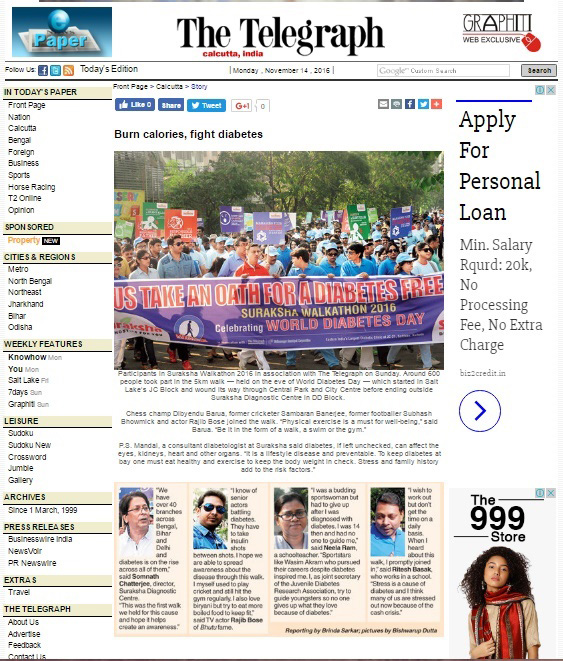 Paper
The Telegraph
calcutta, india
GRAPHITI
WEB EXCLUSIVE
Follow Us:
Today's Edition
| Monday , November 14 , 2016 |
Google Custom Search
Search
Front Page > Calcutta > Story
Like 0
Share
Tweet
G+1
0
IN TODAY'S PAPER
Front Page
Nation
Calcutta
Bengal
Foreign
Business
Sports
Horse Racing
T2 Online
Opinion
SPONSORED
Property NEW
CITIES & REGIONS
Metro
North Bengal
Northeast
Jharkhand
Bihar
Odisha
WEEKLY FEATURES
Knowhow Mon
You Mon
Salt Lake Fri
7days Sun
Graphiti Sun
LEISURE
Sudoku
Sudoku New
Crossword
Jumble
Gallery
ARCHIVES
Since 1 March, 1999
PRESS RELEASES
Businesswire India
NewsVoir
PR Newswire
EXTRAS
Travel
THE TELEGRAPH
About Us
Advertise
Feedback
Contact Us
Burn calories, fight diabetes
US TAKE AN OATH FOR A DIABETES FREE
SURAKSHA WALKATHON 2016
Celebrating WORLD DIABETES DAY
Participants in Suraksha Walkathon 2016 in association with The Telegraph on Sunday. Around 600
people took part in the 5km walk — held on the eve of World Diabetes Day — which started in Salt
Lake's JC Block and wound its way through Central Park and City Centre before ending outside
Suraksha Diagnostic Centre in DD Block.
Chess champ Dibyendu Barua, former cricketer Sambaran Banerjee, former footballer Subhash
Bhowmick and actor Rajib Bose joined the walk. "Physical exercise is a must for well-being," said
Barua. "Be it in the form of a walk, a swim or the gym."
P.S. Mandal, a consultant diabetologist at Suraksha said diabetes, if left unchecked, can affect the
eyes, kidneys, heart and other organs. "It is a lifestyle disease and preventable. To keep diabetes at
bay one must eat healthy and exercise to keep the body weight in check. Stress and family history
add to the risk factors."
"We
have over
40
branches
across
Bengal,
Bihar
and
Delhi
and
diabetes is on the rise
across all of them,"
said Somnath
Chatterjee, director,
Suraksha Diagnostic
Centre.
"This was the first walk
we held for this cause
and hope it helps
create an awareness."
"I know of
senior
actors
battling
diabetes.
They have
to take
insulin
shots
between shots. I hope we
are able to spread
awareness about the
disease through this walk.
I myself used to play
cricket and still hit the
gym regularly. I also love
biryani but try to eat more
boiled food to keep fit,"
said TV actor Rajib Bose
of Bhutu fame.
"I was a budding
sportswoman but
had to give up
after I was
diagnosed with
diabetes. I was 14
then and had no
one to guide me,"
said Neela Ram,
a schoolteacher. "Sportstars
like Wasim Akram who pursued
their careers despite diabetes
inspired me. I, as joint secretary
of the Juvenile Diabetes
Research Association, try to
guide youngsters so no one
gives up what they love
because of diabetes."
"I wish to
work out
but don't
get the
time on a
daily
basis.
When I
heard
about this
walk, I promptly joined
in," said Ritesh Basak,
who works in a school.
"Stress is a cause of
diabetes and I think
many of us are stressed
out now because of the
cash crisis."
Reporting by Brinda Sarkar; pictures by Bishwarup Dutta
Apply
For
Personal
Loan
Min. Salary
Rqurd: 20k,
No
Processing
Fee, No Extra
Charge
biz2credit.in
The
999
Store